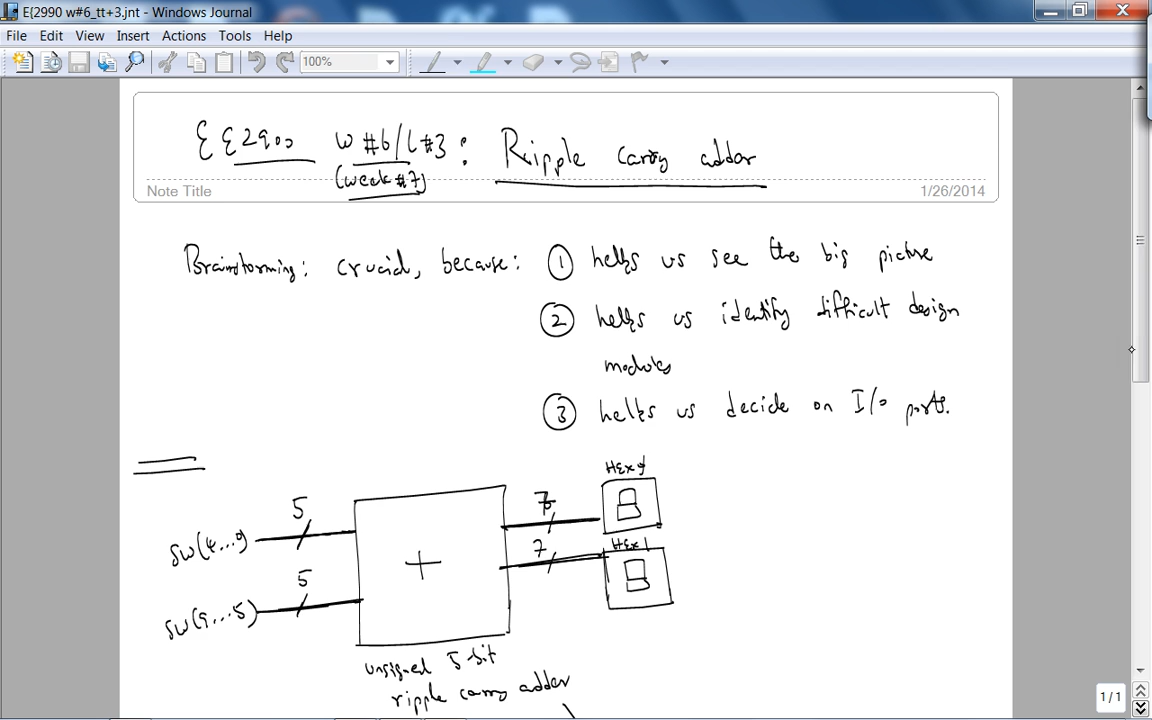 E{2990 w#6_tt+3.jnt - Windows Journal
File Edit View Insert Actions Tools Help
100%
EE2900 W #6/L#3: Ripple carry adder
(week #7)
Note Title
1/26/2014
Brainstorming: crucial, because: ① helps us see the big picture
② helps us identify difficult design
modules
③ helps us decide on I/O ports.
HEX0
5
7
SW(4...0)
+
7
HEX1
5
SW(9...5)
unsigned 5-bit
ripple carry adder
1/1